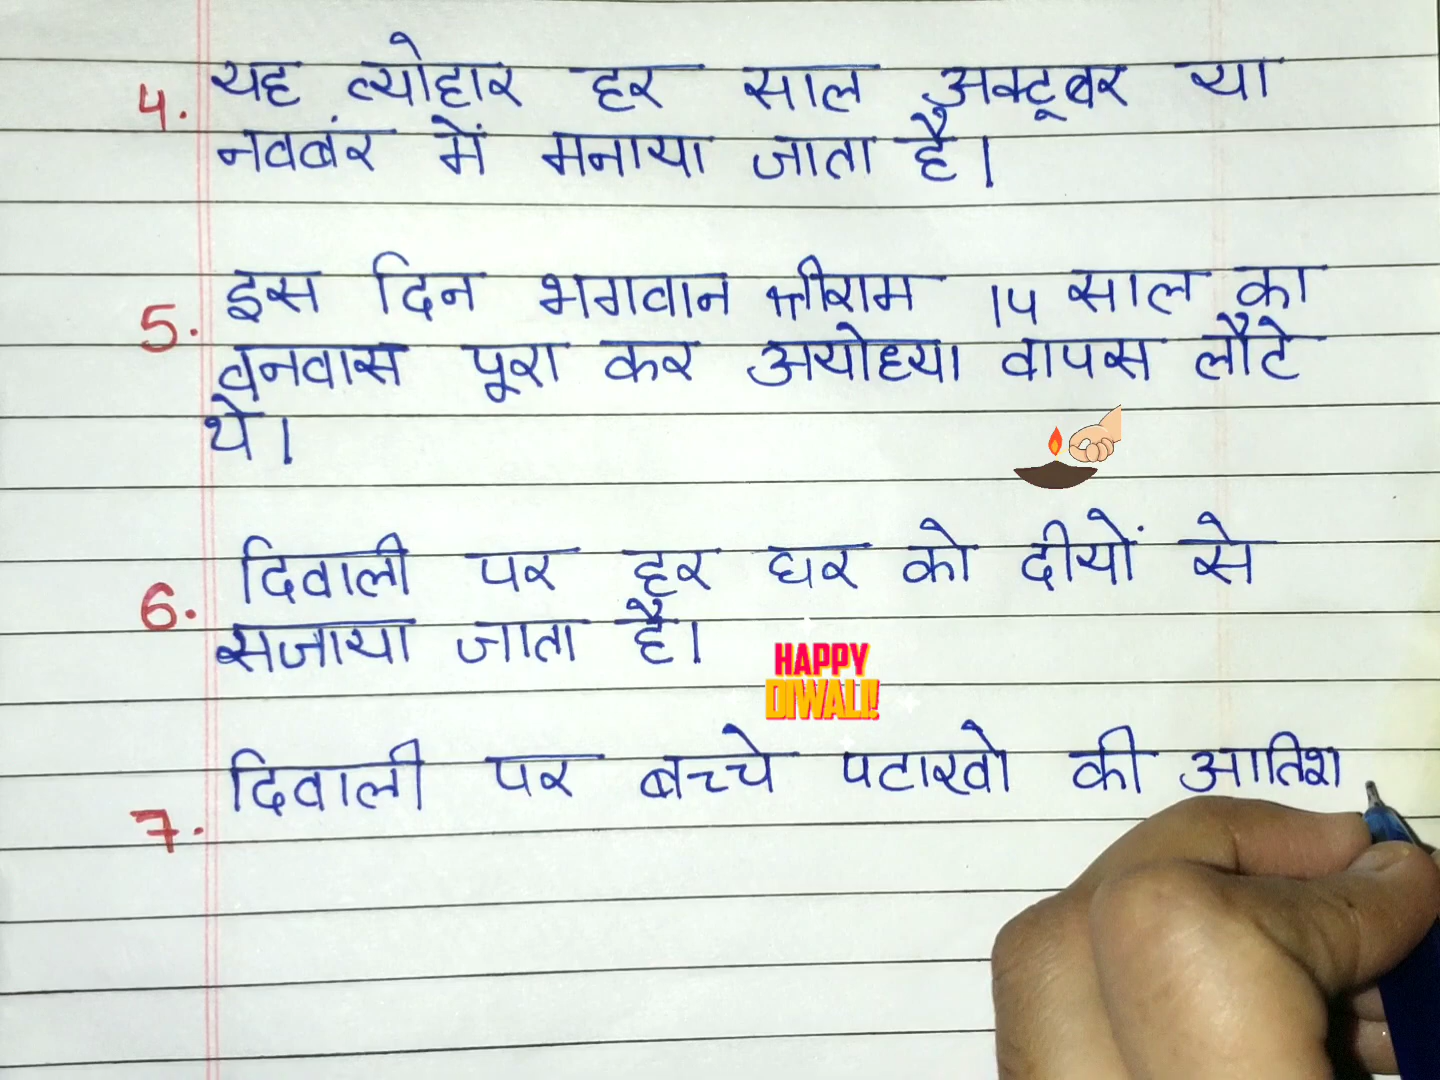 4. यह त्योहार हर साल अक्टूबर या
नवबंर में मनाया जाता है।
5. इस दिन भगवान श्रीराम 14 साल का
वनवास पूरा कर अयोध्या वापस लौटे
थे।
6. दिवाली पर हर घर को दीयों से
सजाया जाता है।
HAPPY
DIWALI!
7. दिवाली पर बच्चे पटाखो की आतिश